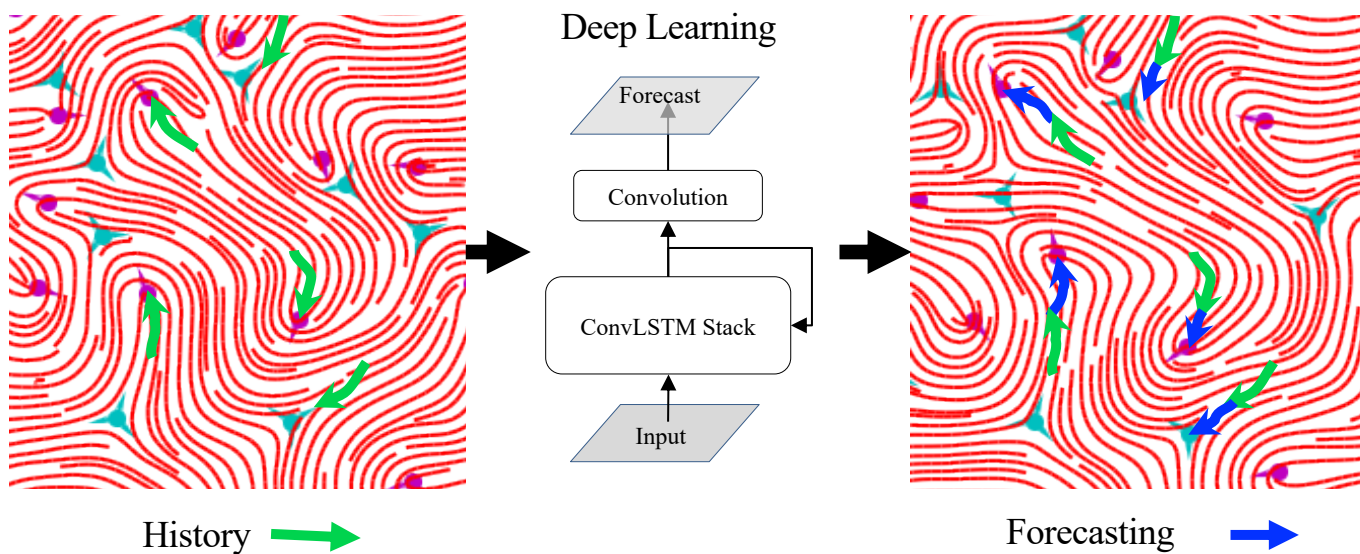 Deep Learning
Forecast
Convolution
ConvLSTM Stack
Input
History
Forecasting